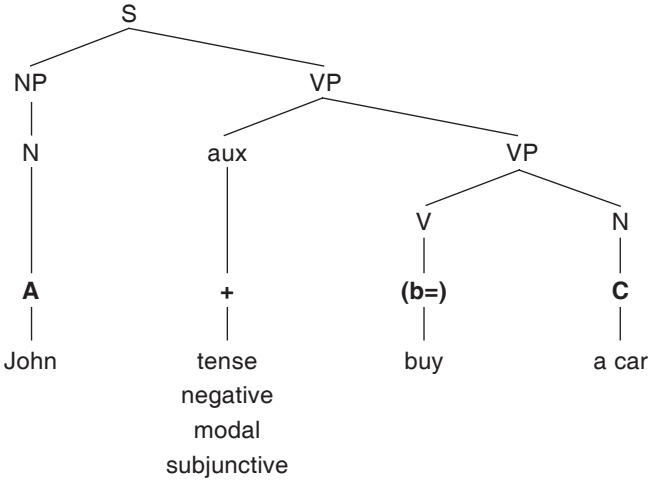 S
NP VP
N aux VP
V N
A + (b=) C
John tense buy a car
negative
modal
subjunctive